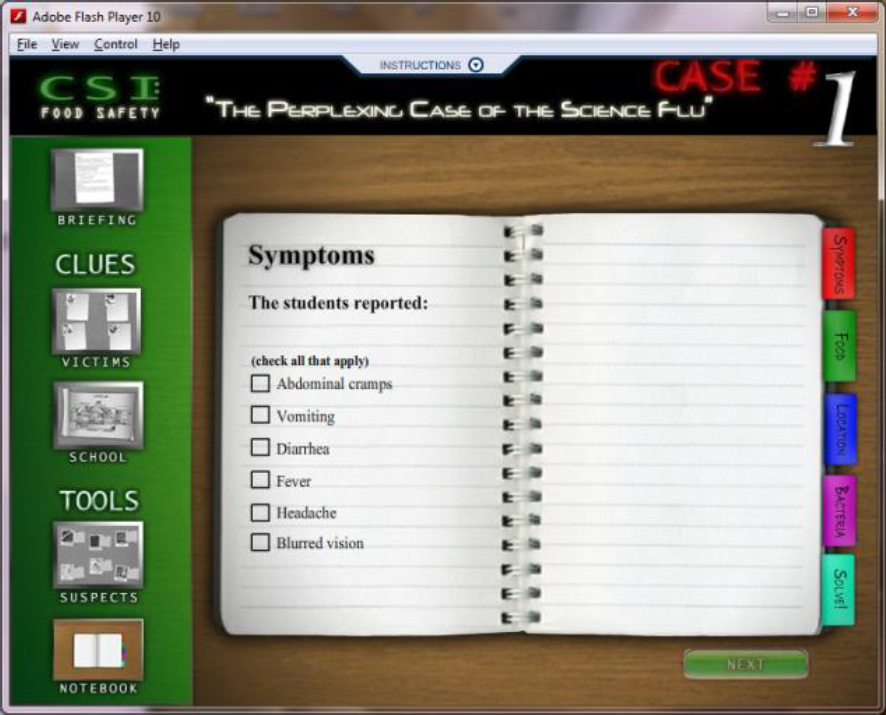 Adobe Flash Player 10
File View Control Help
INSTRUCTIONS
CSI:
FOOD SAFETY
"THE PERPLEXING CASE OF THE SCIENCE FLU"
CASE #
1
BRIEFING
CLUES
VICTIMS
SCHOOL
TOOLS
SUSPECTS
NOTEBOOK
Symptoms
The students reported:
(check all that apply)
Abdominal cramps
Vomiting
Diarrhea
Fever
Headache
Blurred vision
SYMPTOMS
FOOD
LOCATION
BACTERIA
SOLVE!
NEXT